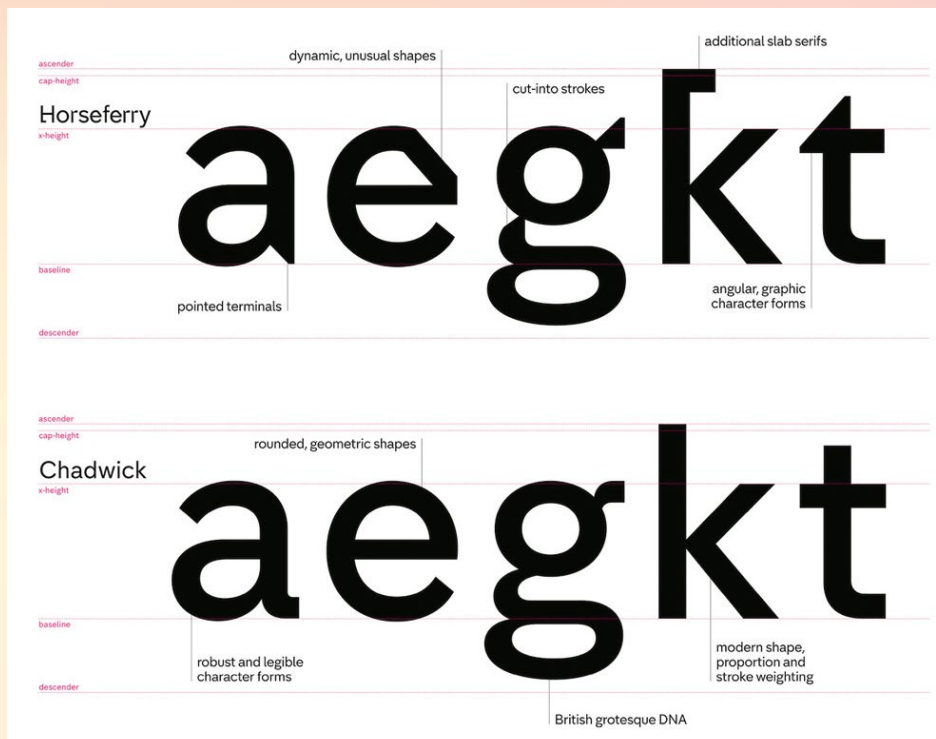 additional slab serifs
dynamic, unusual shapes
ascender
cap-height
cut-into strokes
Horseferry
x-height
aegkt
baseline
angular, graphic
character forms
pointed terminals
descender
ascender
cap-height
rounded, geometric shapes
Chadwick
x-height
aegkt
baseline
robust and legible
character forms
modern shape,
proportion and
stroke weighting
descender
British grotesque DNA